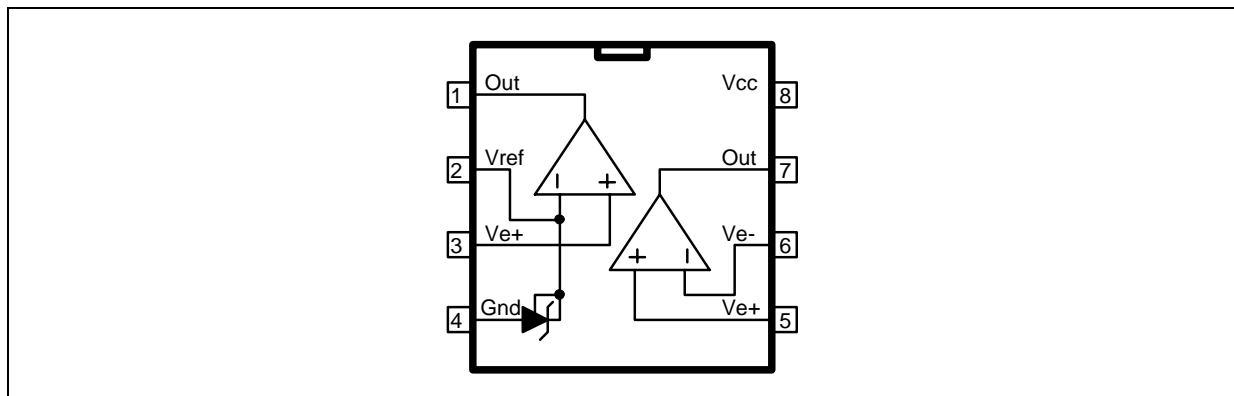 1 Out Vcc 8
2 Vref Out 7
- +
3 Ve+ Ve- 6
+ -
4 Gnd Ve+ 5